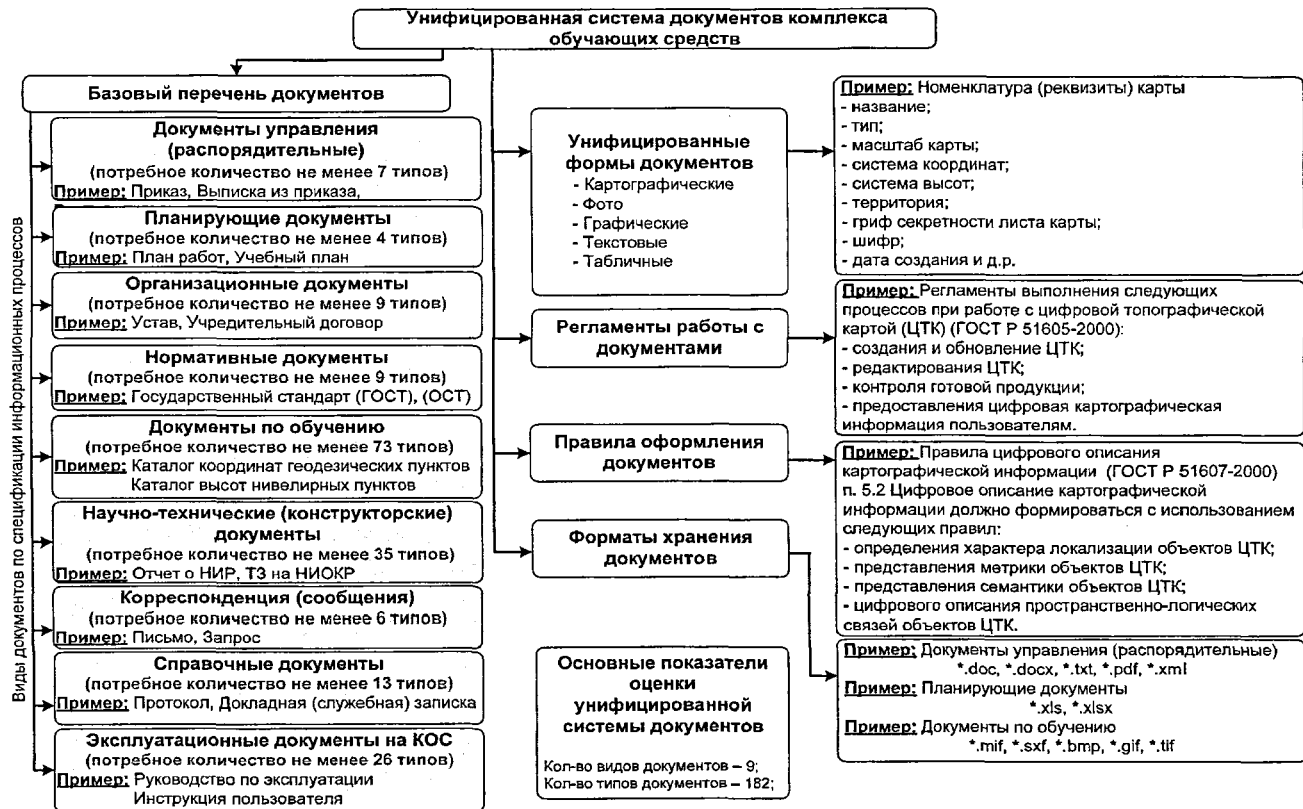 Унифицированная система документов комплекса
обучающих средств
Базовый перечень документов
Виды документов по спецификации информационных процессов
Документы управления
(распорядительные)
(потребное количество не менее 7 типов)
Пример: Приказ, Выписка из приказа,
Планирующие документы
(потребное количество не менее 4 типов)
Пример: План работ, Учебный план
Организационные документы
(потребное количество не менее 9 типов)
Пример: Устав, Учредительный договор
Нормативные документы
(потребное количество не менее 9 типов)
Пример: Государственный стандарт (ГОСТ), (ОСТ)
Документы по обучению
(потребное количество не менее 73 типов)
Пример: Каталог координат геодезических пунктов
Каталог высот нивелирных пунктов
Научно-технические (конструкторские)
документы
(потребное количество не менее 35 типов)
Пример: Отчет о НИР, ТЗ на НИОКР
Корреспонденция (сообщения)
(потребное количество не менее 6 типов)
Пример: Письмо, Запрос
Справочные документы
(потребное количество не менее 13 типов)
Пример: Протокол, Докладная (служебная) записка
Эксплуатационные документы на КОС
(потребное количество не менее 26 типов)
Пример: Руководство по эксплуатации
Инструкция пользователя
Унифицированные
формы документов
- Картографические
- Фото
- Графические
- Текстовые
- Табличные
Регламенты работы с
документами
Правила оформления
документов
Форматы хранения
документов
Основные показатели
оценки
унифицированной
системы документов
Кол-во видов документов – 9;
Кол-во типов документов – 182;
Пример: Номенклатура (реквизиты) карты
- название;
- тип;
- масштаб карты;
- система координат;
- система высот;
- территория;
- гриф секретности листа карты;
- шифр;
- дата создания и д.р.
Пример: Регламенты выполнения следующих
процессов при работе с цифровой топографической
картой (ЦТК) (ГОСТ Р 51605-2000):
- создания и обновление ЦТК;
- редактирования ЦТК;
- контроля готовой продукции;
- предоставления цифровая картографическая
информация пользователям.
Пример: Правила цифрового описания
картографической информации (ГОСТ Р 51607-2000)
п. 5.2 Цифровое описание картографической
информации должно формироваться с использованием
следующих правил:
- определения характера локализации объектов ЦТК;
- представления метрики объектов ЦТК;
- представления семантики объектов ЦТК;
- цифрового описания пространственно-логических
связей объектов ЦТК.
Пример: Документы управления (распорядительные)
*.doc, *.docx, *.txt, *.pdf, *.xml
Пример: Планирующие документы
*.xls, *.xlsx
Пример: Документы по обучению
*.mif, *.sxf, *.bmp, *.gif, *.tif